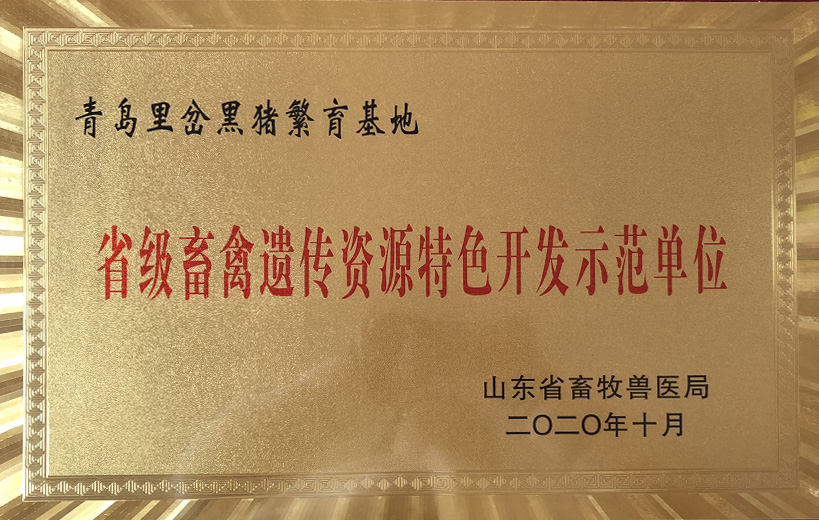 青岛里岔黑猪繁育基地
省级畜禽遗传资源特色开发示范单位
山东省畜牧兽医局
二〇二〇年十月